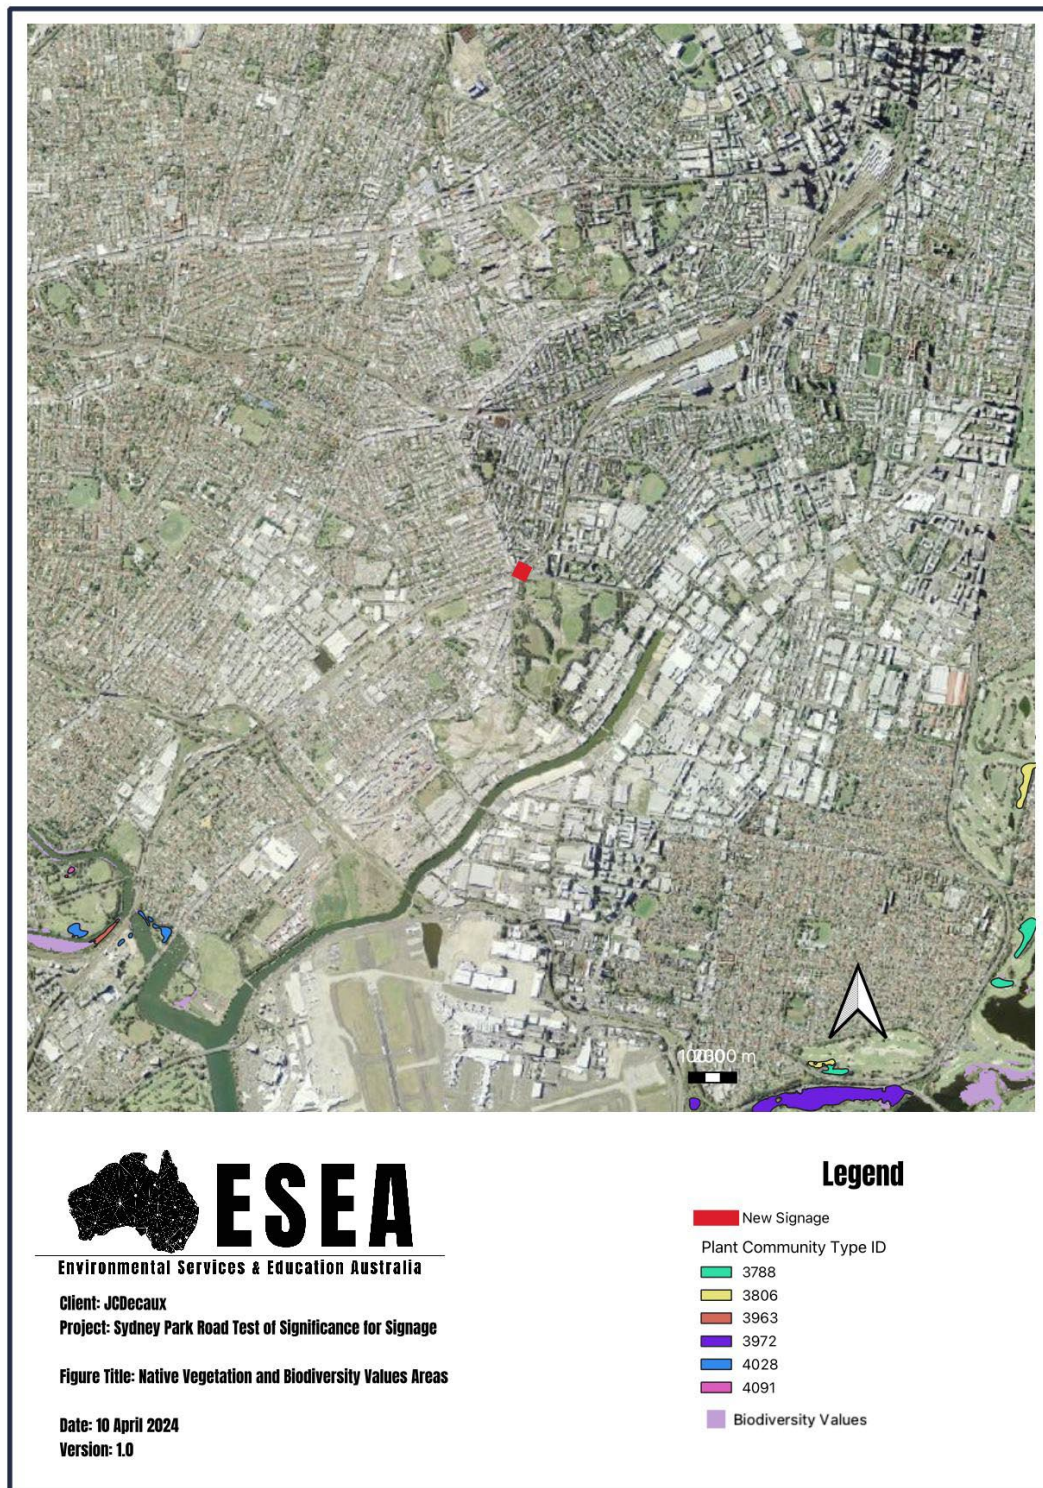 ESEA
Environmental Services & Education Australia
Client: JCDecaux
Project: Sydney Park Road Test of Significance for Signage
Figure Title: Native Vegetation and Biodiversity Values Areas
Date: 10 April 2024
Version: 1.0
Legend
New Signage
Plant Community Type ID
3788
3806
3963
3972
4028
4091
Biodiversity Values